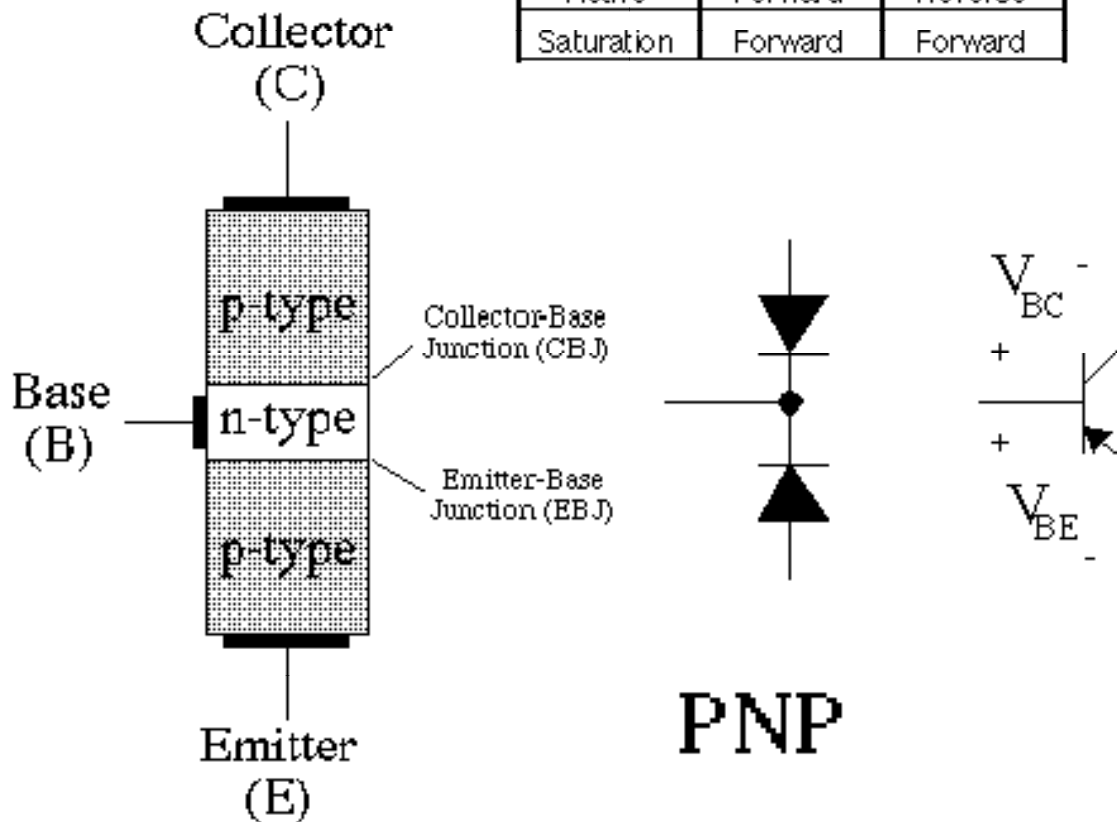 Saturation Forward Forward
Collector
(C)
p-type
Collector-Base
Junction (CBJ)
Base
(B)
n-type
Emitter-Base
Junction (EBJ)
p-type
Emitter
(E)
V BC -
+
+
V BE -
PNP